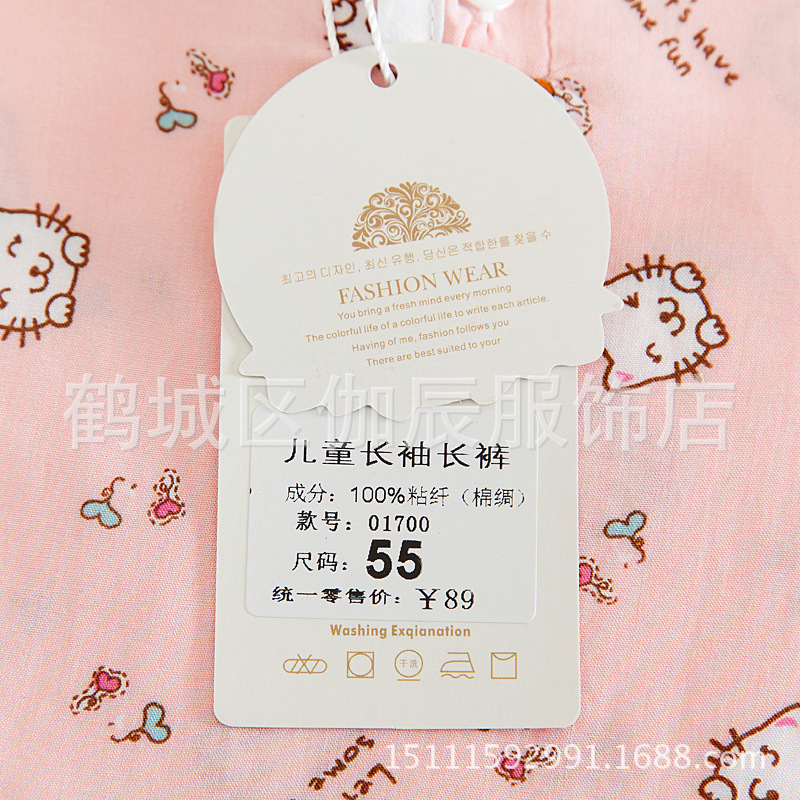 let's have
some fun
최고의 디자인, 최신 유행. 당신은 적합한를 찾을 수
FASHION WEAR
You bring a fresh mind every morning
The colorful life of a colorful life to write each article.
Having of me, fashion follows you
There are best suited to your
鹤城区伽辰服饰店
儿童长袖长裤
成分：100%粘纤（棉绸）
款号：01700
尺码：55
统一零售价：￥89
Washing Exqianation
干洗
some
Let
15111592991.1688.com